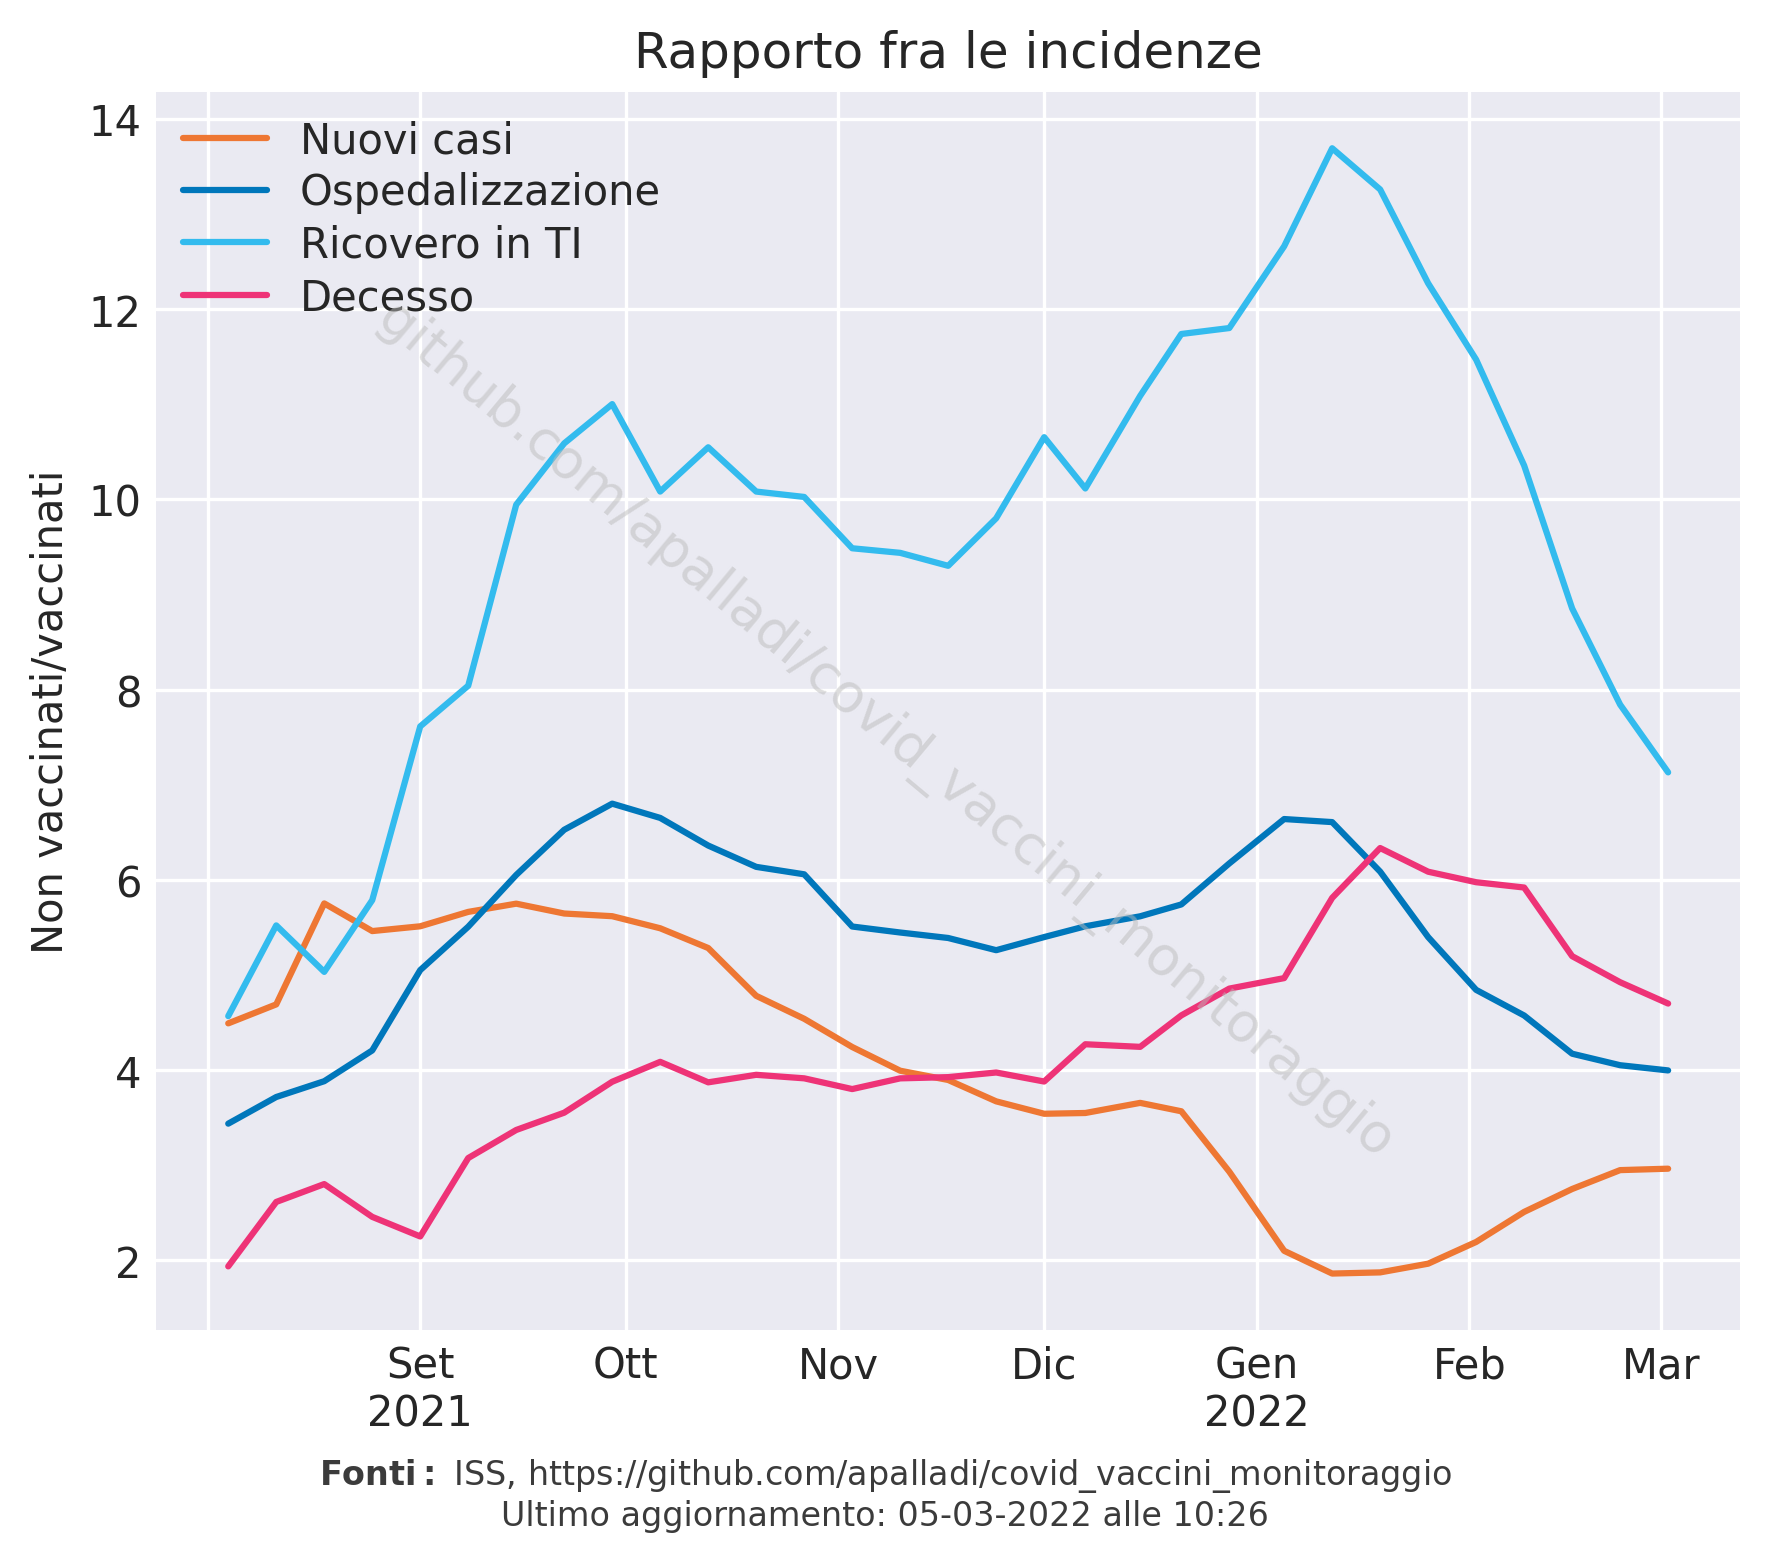 Rapporto fra le incidenze
14
12
10
8
6
4
2
Non vaccinati/vaccinati
Nuovi casi
Ospedalizzazione
Ricovero in TI
Decesso
github.com/apalladi/covid_vaccini_monitoraggio
Set Ott Nov Dic Gen Feb Mar
2021 2022
Fonti: ISS, https://github.com/apalladi/covid_vaccini_monitoraggio
Ultimo aggiornamento: 05-03-2022 alle 10:26